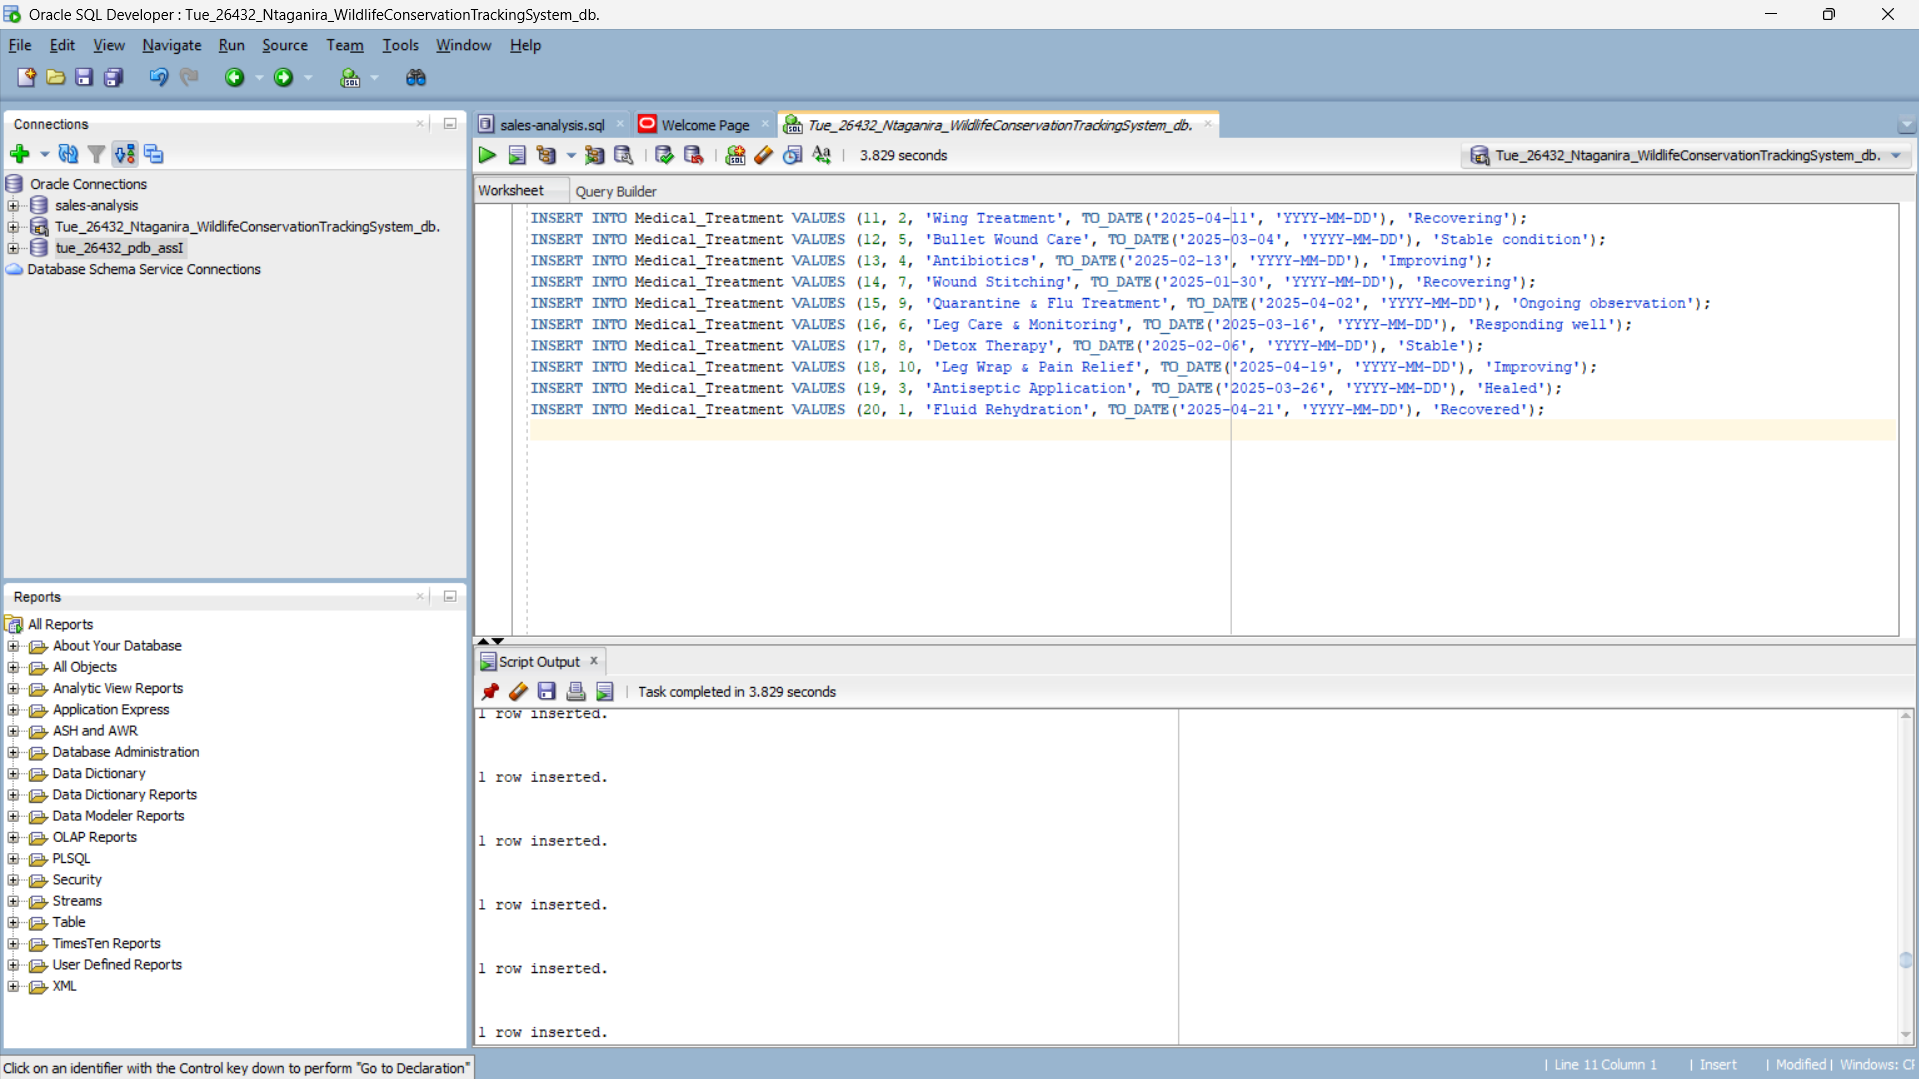 Oracle SQL Developer : Tue_26432_Ntaganira_WildlifeConservationTrackingSystem_db.
File Edit View Navigate Run Source Team Tools Window Help
Connections
Oracle Connections
sales-analysis
Tue_26432_Ntaganira_WildlifeConservationTrackingSystem_db.
tue_26432_pdb_assI
Database Schema Service Connections
Reports
All Reports
About Your Database
All Objects
Analytic View Reports
Application Express
ASH and AWR
Database Administration
Data Dictionary
Data Dictionary Reports
Data Modeler Reports
OLAP Reports
PLSQL
Security
Streams
Table
TimesTen Reports
User Defined Reports
XML
sales-analysis.sql Welcome Page Tue_26432_Ntaganira_WildlifeConservationTrackingSystem_db.
3.829 seconds Tue_26432_Ntaganira_WildlifeConservationTrackingSystem_db.
Worksheet Query Builder
INSERT INTO Medical_Treatment VALUES (11, 2, 'Wing Treatment', TO_DATE('2025-04-11', 'YYYY-MM-DD'), 'Recovering');
INSERT INTO Medical_Treatment VALUES (12, 5, 'Bullet Wound Care', TO_DATE('2025-03-04', 'YYYY-MM-DD'), 'Stable condition');
INSERT INTO Medical_Treatment VALUES (13, 4, 'Antibiotics', TO_DATE('2025-02-13', 'YYYY-MM-DD'), 'Improving');
INSERT INTO Medical_Treatment VALUES (14, 7, 'Wound Stitching', TO_DATE('2025-01-30', 'YYYY-MM-DD'), 'Recovering');
INSERT INTO Medical_Treatment VALUES (15, 9, 'Quarantine & Flu Treatment', TO_DATE('2025-04-02', 'YYYY-MM-DD'), 'Ongoing observation');
INSERT INTO Medical_Treatment VALUES (16, 6, 'Leg Care & Monitoring', TO_DATE('2025-03-16', 'YYYY-MM-DD'), 'Responding well');
INSERT INTO Medical_Treatment VALUES (17, 8, 'Detox Therapy', TO_DATE('2025-02-06', 'YYYY-MM-DD'), 'Stable');
INSERT INTO Medical_Treatment VALUES (18, 10, 'Leg Wrap & Pain Relief', TO_DATE('2025-04-19', 'YYYY-MM-DD'), 'Improving');
INSERT INTO Medical_Treatment VALUES (19, 3, 'Antiseptic Application', TO_DATE('2025-03-26', 'YYYY-MM-DD'), 'Healed');
INSERT INTO Medical_Treatment VALUES (20, 1, 'Fluid Rehydration', TO_DATE('2025-04-21', 'YYYY-MM-DD'), 'Recovered');
Script Output
Task completed in 3.829 seconds
1 row inserted.
1 row inserted.
1 row inserted.
1 row inserted.
1 row inserted.
1 row inserted.
Click on an identifier with the Control key down to perform "Go to Declaration"
Line 11 Column 1 Insert Modified Windows: